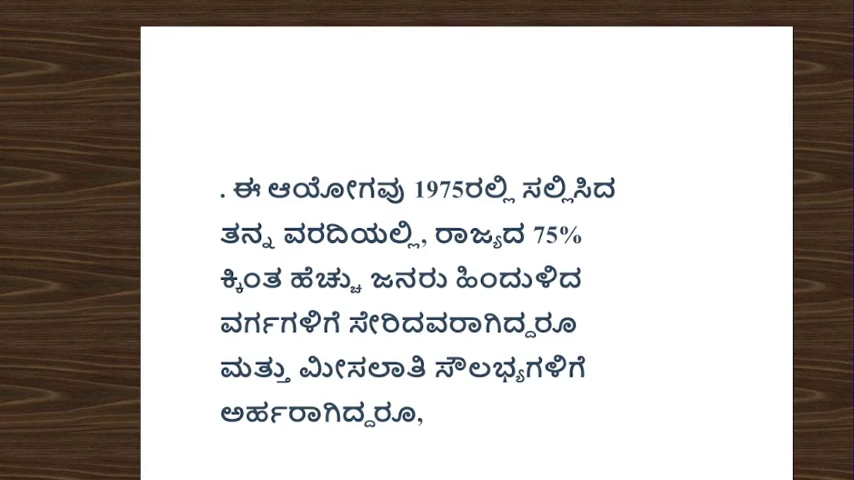 . ಈ ಆಯೋಗವು 1975ರಲ್ಲಿ ಸಲ್ಲಿಸಿದ
ತನ್ನ ವರದಿಯಲ್ಲಿ, ರಾಜ್ಯದ 75%
ಕ್ಕಿಂತ ಹೆಚ್ಚು ಜನರು ಹಿಂದುಳಿದ
ವರ್ಗಗಳಿಗೆ ಸೇರಿದವರಾಗಿದ್ದರೂ
ಮತ್ತು ಮೀಸಲಾತಿ ಸೌಲಭ್ಯಗಳಿಗೆ
ಅರ್ಹರಾಗಿದ್ದರೂ,